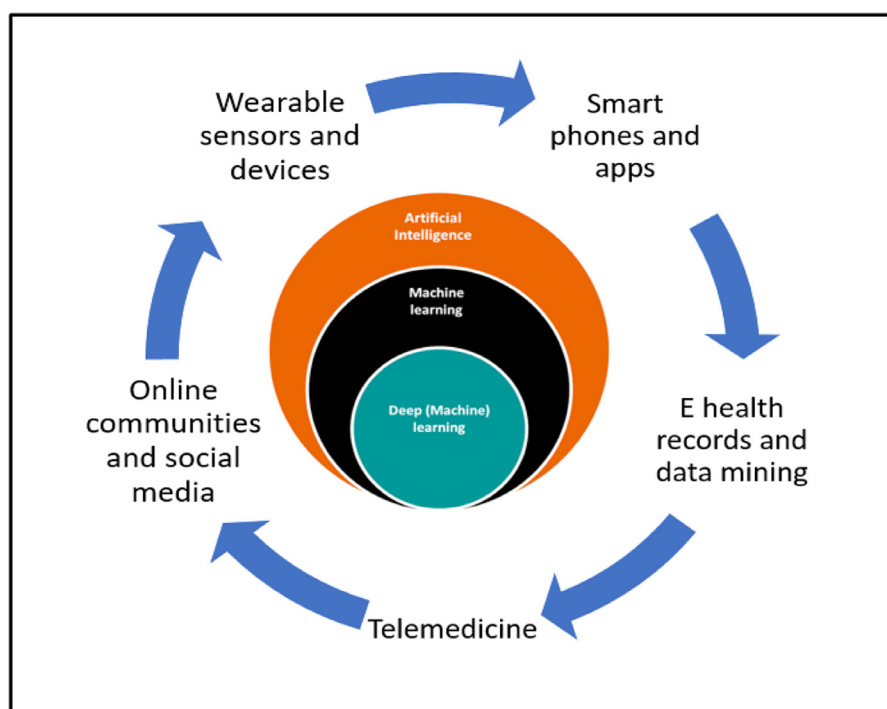 Wearable
sensors and
devices
Smart
phones and
apps
Artificial
Intelligence
Machine
learning
Deep (Machine)
learning
Online
communities
and social
media
E health
records and
data mining
Telemedicine